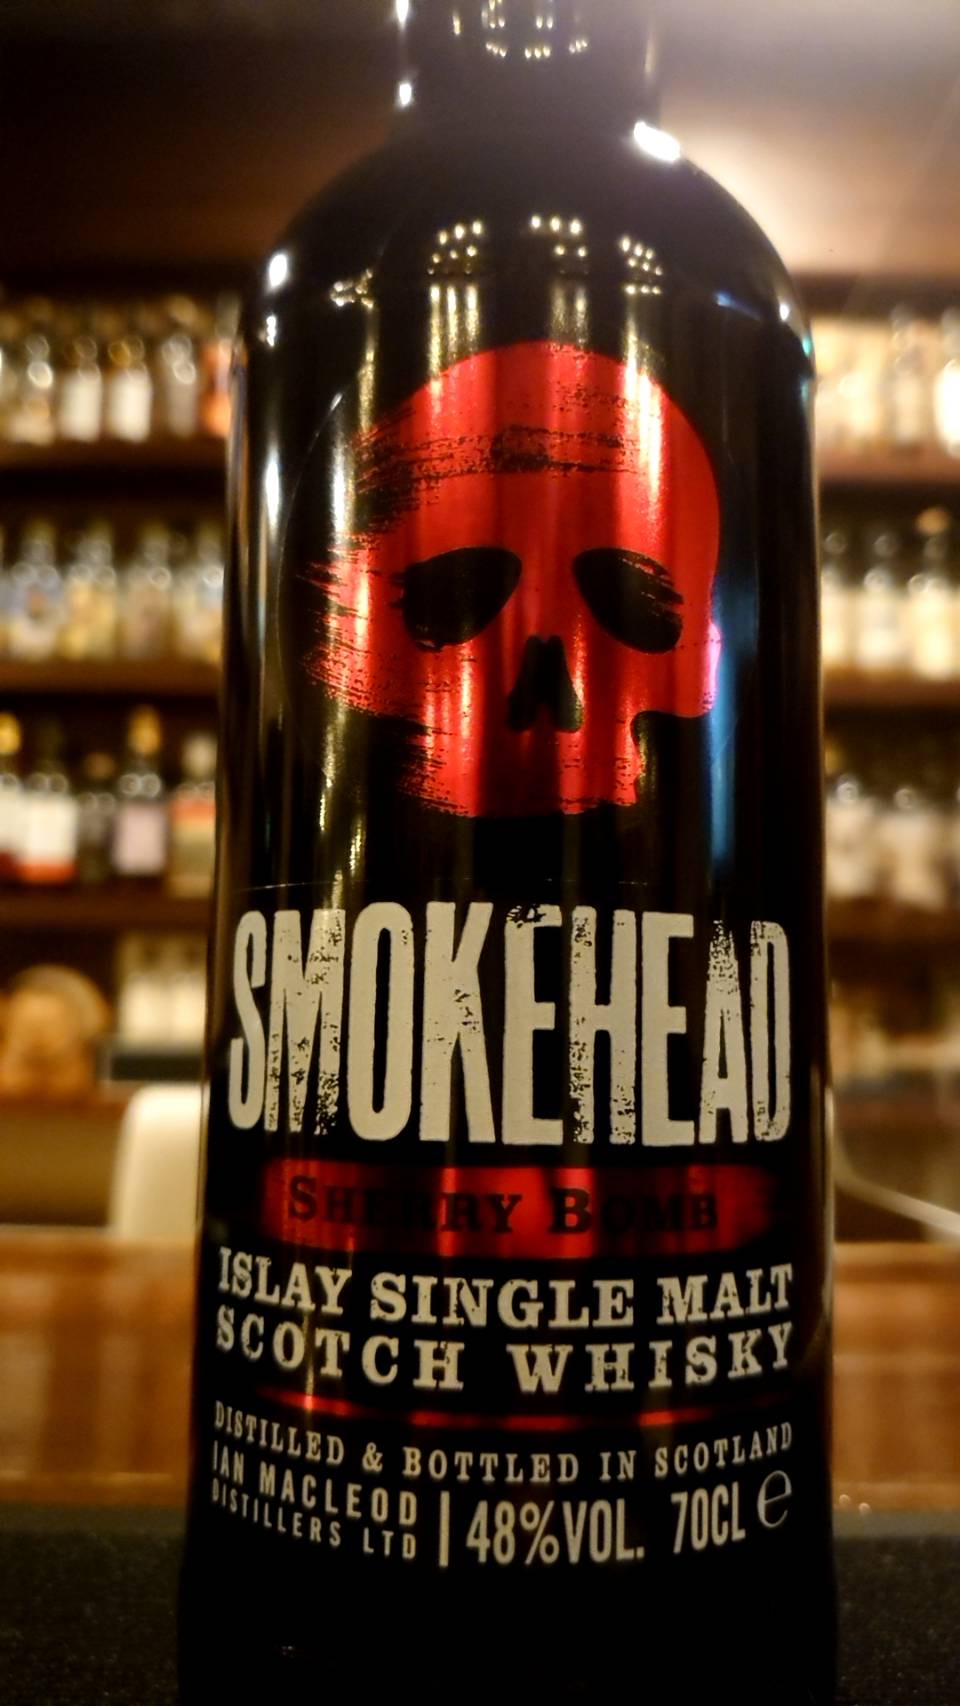 SMOKEHEAD
SHERRY BOMB
ISLAY SINGLE MALT
SCOTCH WHISKY
DISTILLED & BOTTLED IN SCOTLAND
IAN MACLEOD
DISTILLERS LTD
48%VOL. 70CL ℮